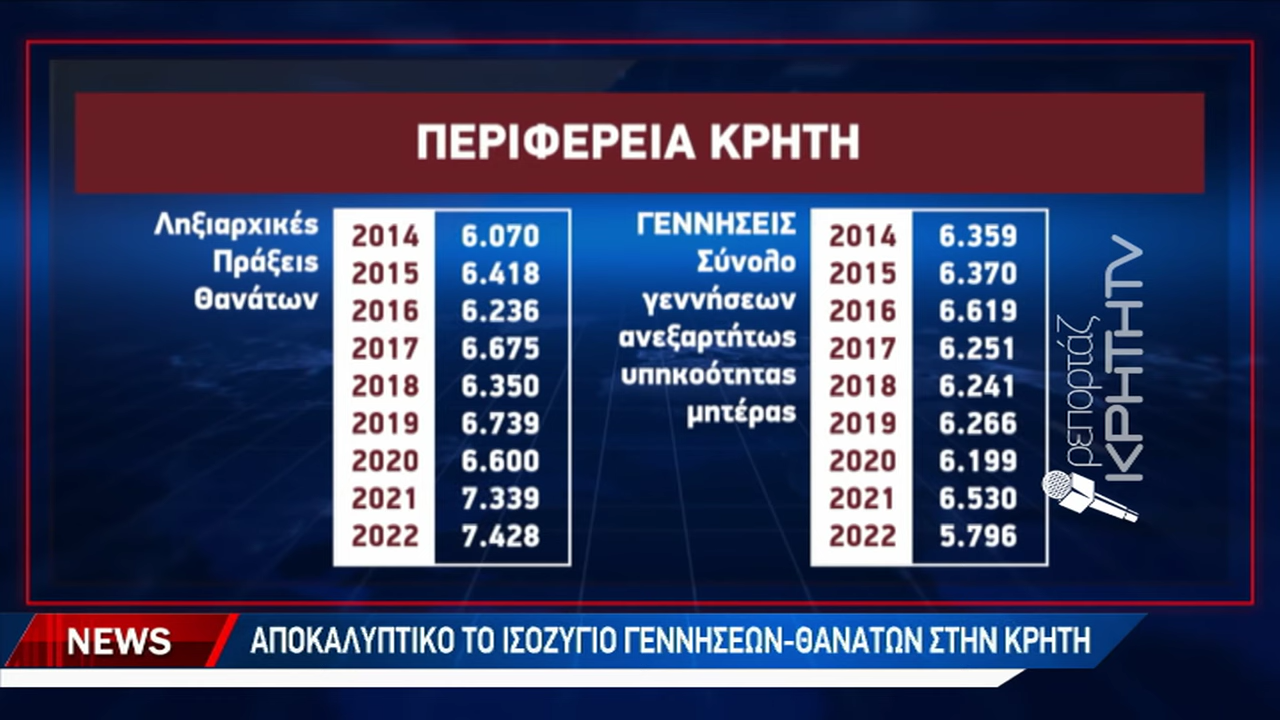 ΠΕΡΙΦΕΡΕΙΑ ΚΡΗΤΗ
Ληξιαρχικές
Πράξεις
Θανάτων
2014 6.070
2015 6.418
2016 6.236
2017 6.675
2018 6.350
2019 6.739
2020 6.600
2021 7.339
2022 7.428
ΓΕΝΝΗΣΕΙΣ
Σύνολο
γεννήσεων
ανεξαρτήτως
υπηκοότητας
μητέρας
2014 6.359
2015 6.370
2016 6.619
2017 6.251
2018 6.241
2019 6.266
2020 6.199
2021 6.530
2022 5.796
ρεπορτάζ
ΚΡΗΤΗTV
NEWS
ΑΠΟΚΑΛΥΠΤΙΚΟ ΤΟ ΙΣΟΖΥΓΙΟ ΓΕΝΝΗΣΕΩΝ-ΘΑΝΑΤΩΝ ΣΤΗΝ ΚΡΗΤΗ